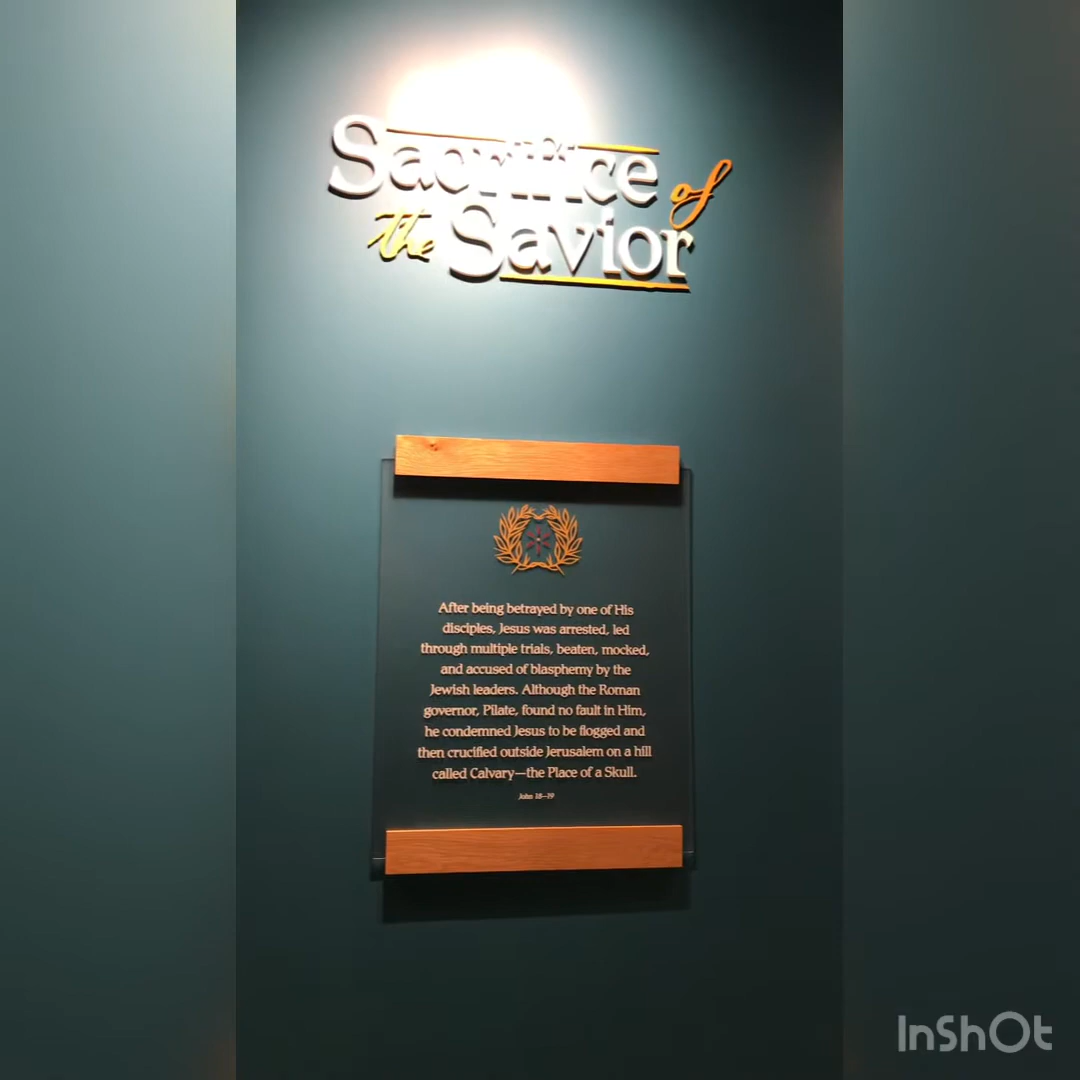 Sacrifice of
the Savior
After being betrayed by one of His
disciples, Jesus was arrested, led
through multiple trials, beaten, mocked,
and accused of blasphemy by the
Jewish leaders. Although the Roman
governor, Pilate, found no fault in Him,
he condemned Jesus to be flogged and
then crucified outside Jerusalem on a hill
called Calvary—the Place of a Skull.
John 18–19
InShOt